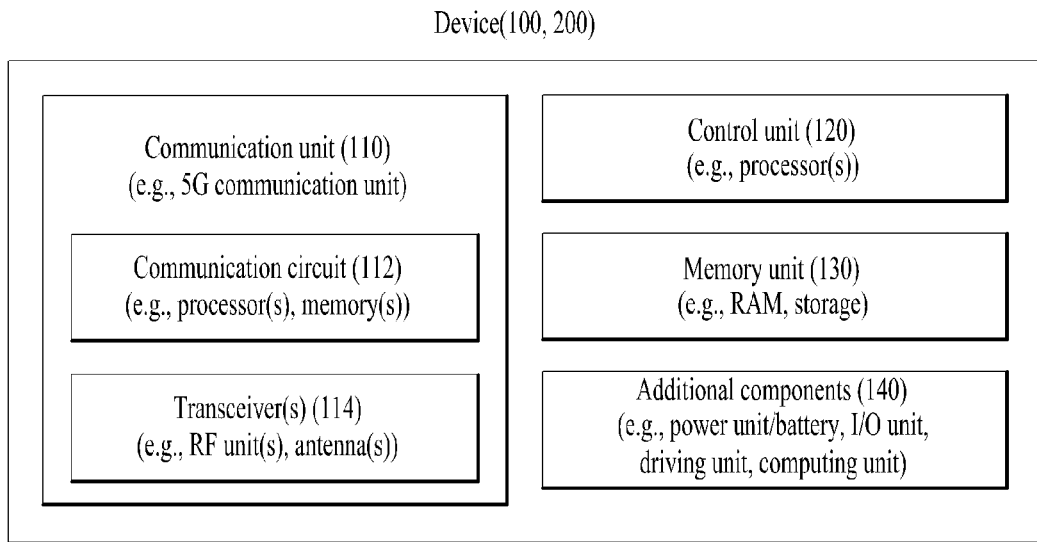 Device(100, 200)
Communication unit (110)
(e.g., 5G communication unit)
Communication circuit (112)
(e.g., processor(s), memory(s))
Transceiver(s) (114)
(e.g., RF unit(s), antenna(s))
Control unit (120)
(e.g., processor(s))
Memory unit (130)
(e.g., RAM, storage)
Additional components (140)
(e.g., power unit/battery, I/O unit,
driving unit, computing unit)